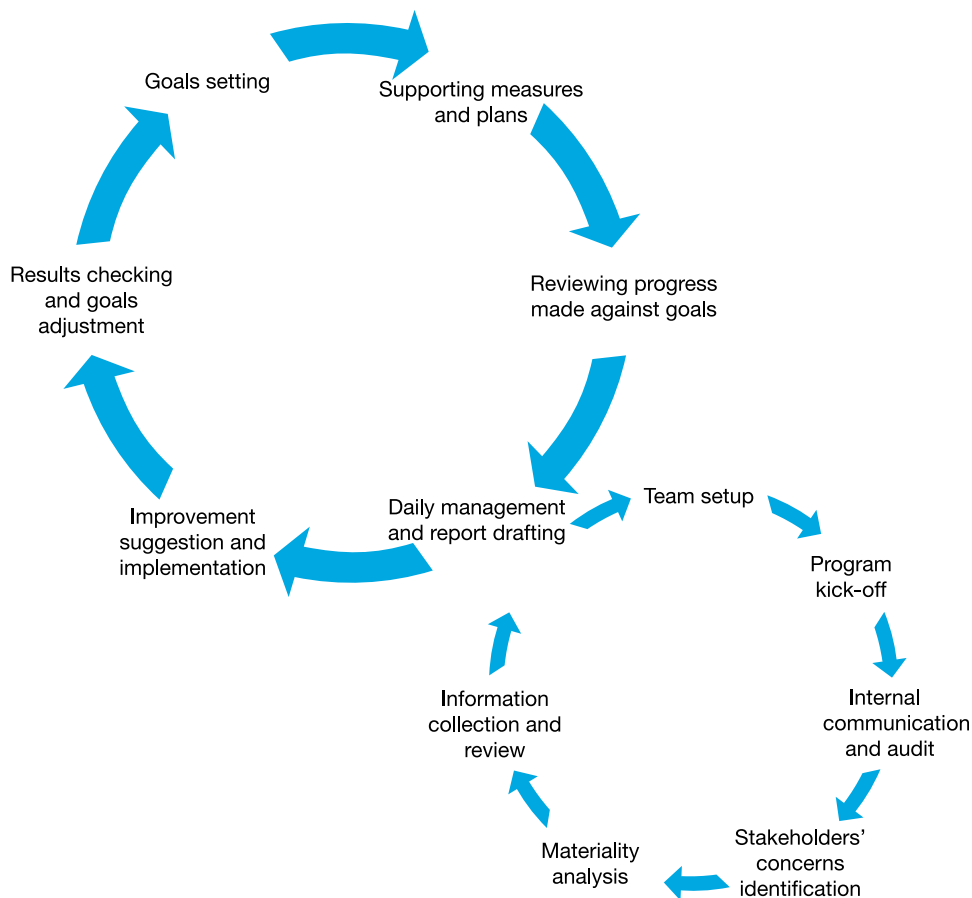 Goals setting
Supporting measures
and plans
Reviewing progress
made against goals
Daily management
and report drafting
Improvement
suggestion and
implementation
Results checking
and goals
adjustment
Team setup
Program
kick-off
Internal
communication
and audit
Stakeholders'
concerns
identification
Materiality
analysis
Information
collection and
review